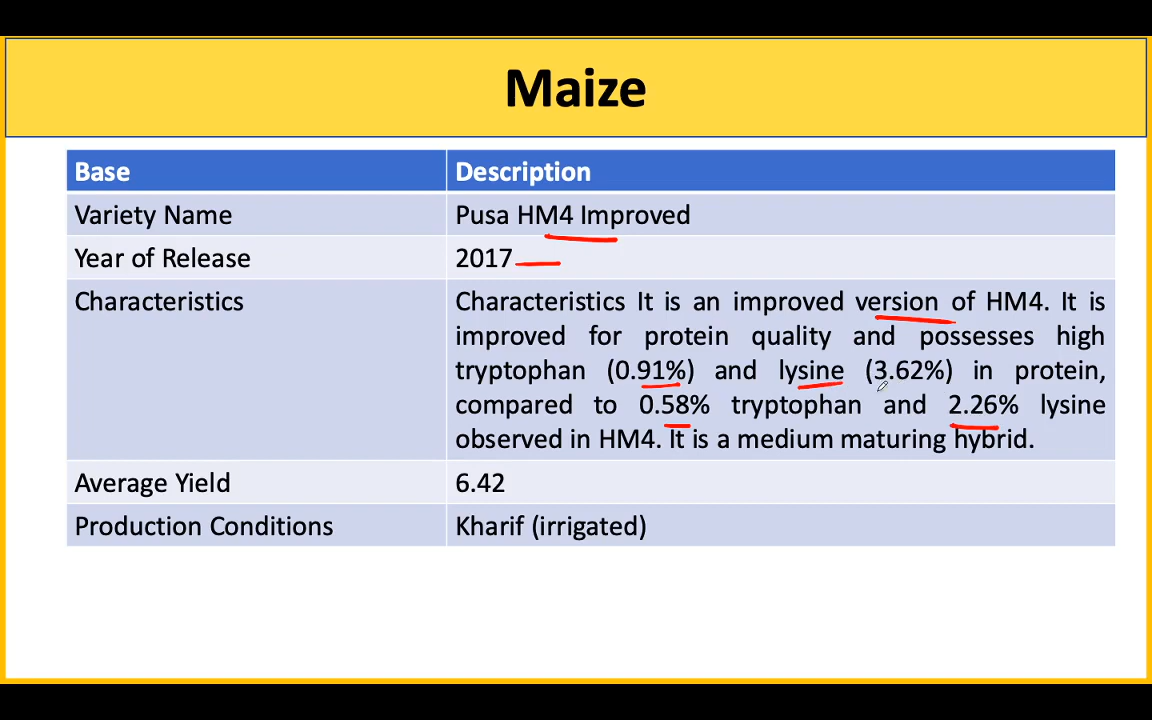 Maize
Base Description
Variety Name Pusa HM4 Improved
Year of Release 2017
Characteristics Characteristics It is an improved version of HM4. It is
improved for protein quality and possesses high
tryptophan (0.91%) and lysine (3.62%) in protein,
compared to 0.58% tryptophan and 2.26% lysine
observed in HM4. It is a medium maturing hybrid.
Average Yield 6.42
Production Conditions Kharif (irrigated)